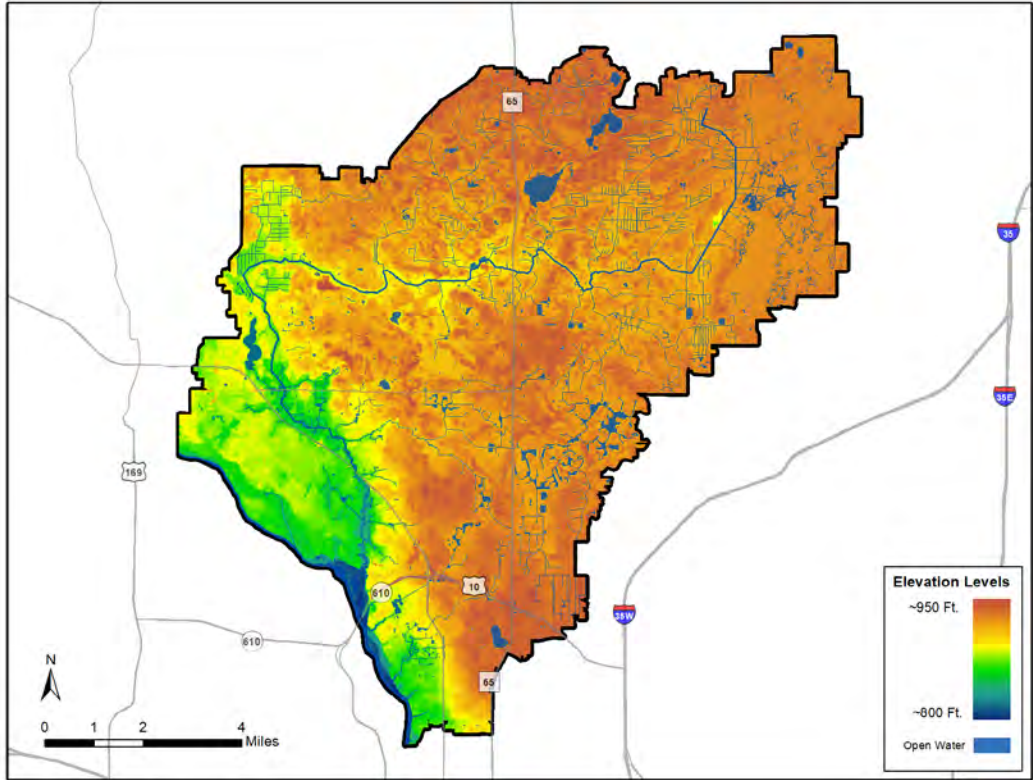 65
35
35E
169
610
10
35W
610
65
N
0 1 2 4
Miles
Elevation Levels
~950 Ft.
~800 Ft.
Open Water